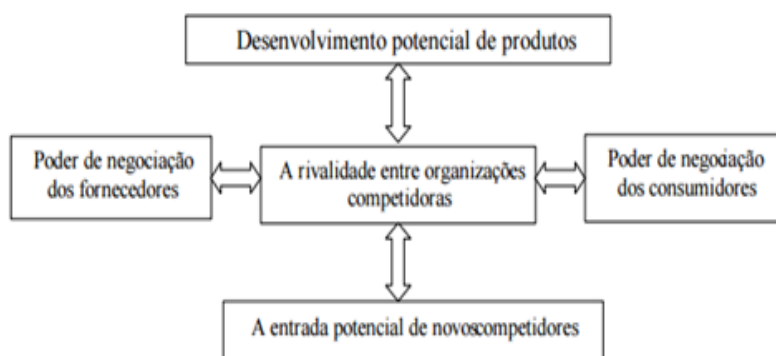 Desenvolvimento potencial de produtos
Poder de negociação
dos fornecedores
A rivalidade entre organizações
competidoras
Poder de negociação
dos consumidores
A entrada potencial de novoscompetidores